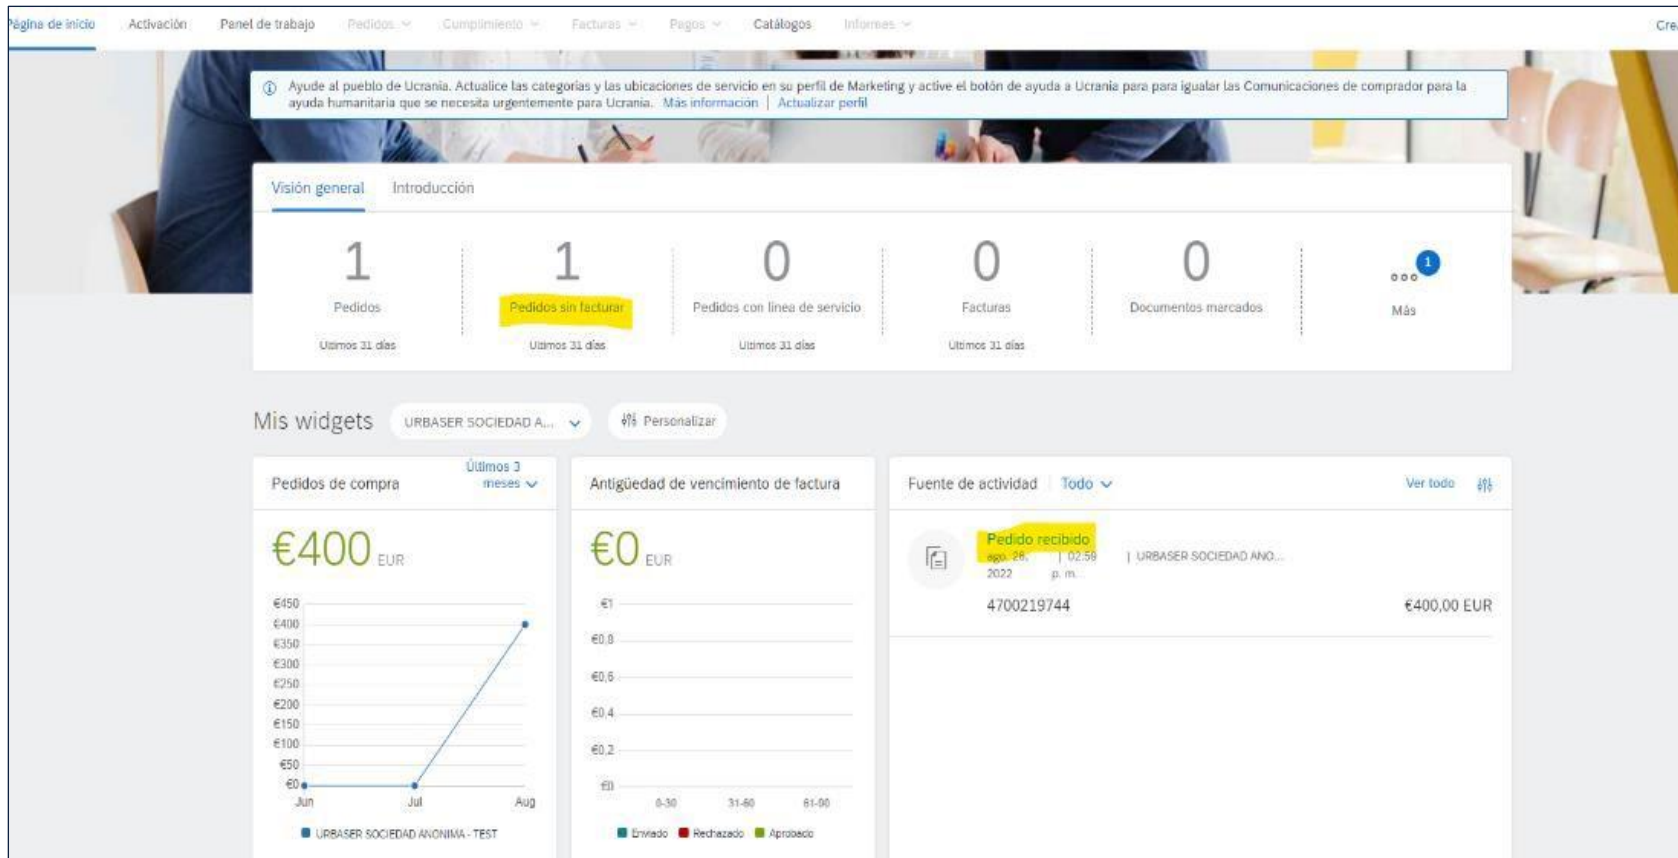 Página de inicio Activación Panel de trabajo Pedidos Cumplimiento Facturas Pagos Catálogos Informes Crea
Ayude al pueblo de Ucrania. Actualice las categorías y las ubicaciones de servicio en su perfil de Marketing y active el botón de ayuda a Ucrania para para igualar las Comunicaciones de comprador para la
ayuda humanitaria que se necesita urgentemente para Ucrania. Más información | Actualizar perfil
Visión general Introducción
1 1 0 0 0 1
Pedidos Pedidos sin facturar Pedidos con línea de servicio Facturas Documentos marcados Más
Últimos 31 días Últimos 31 días Últimos 31 días Últimos 31 días
Mis widgets URBASER SOCIEDAD A... Personalizar
Pedidos de compra Últimos 3 meses
€400 EUR
€450
€400
€350
€300
€250
€200
€150
€100
€50
€0
Jun Jul Aug
URBASER SOCIEDAD ANONIMA - TEST
Antigüedad de vencimiento de factura
€0 EUR
€1
€0,8
€0,6
€0,4
€0,2
€0
0-30 31-60 61-90
Enviado Rechazado Aprobado
Fuente de actividad Todo Ver todo
Pedido recibido
ago. 26, | 02:59 | URBASER SOCIEDAD ANO...
2022 p. m.
4700219744 €400,00 EUR